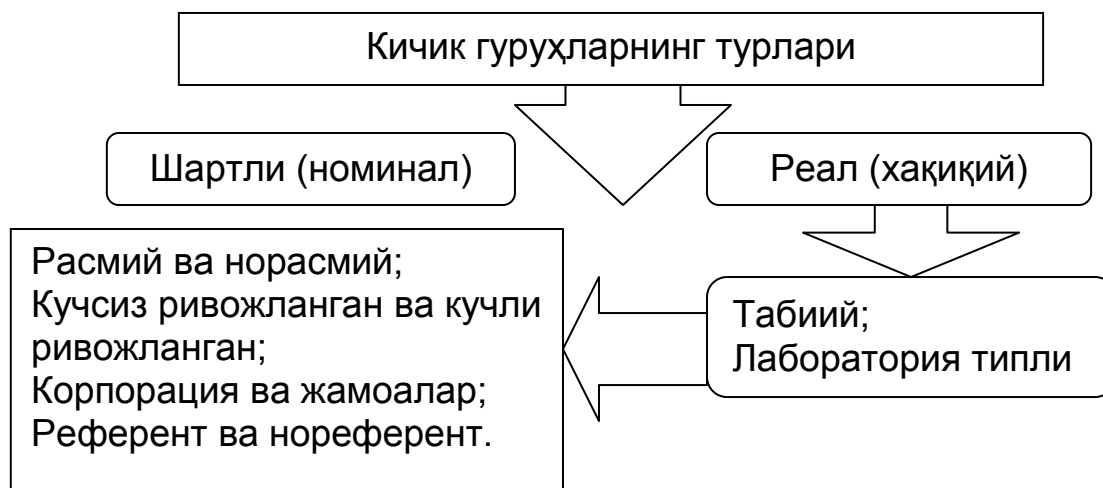 Кичик гуруҳларнинг турлари
Шартли (номинал)
Реал (хақиқий)
Расмий ва норасмий;
Кучсиз ривожланган ва кучли
ривожланган;
Корпорация ва жамоалар;
Референт ва нореферент.
Табиий;
Лаборатория типли